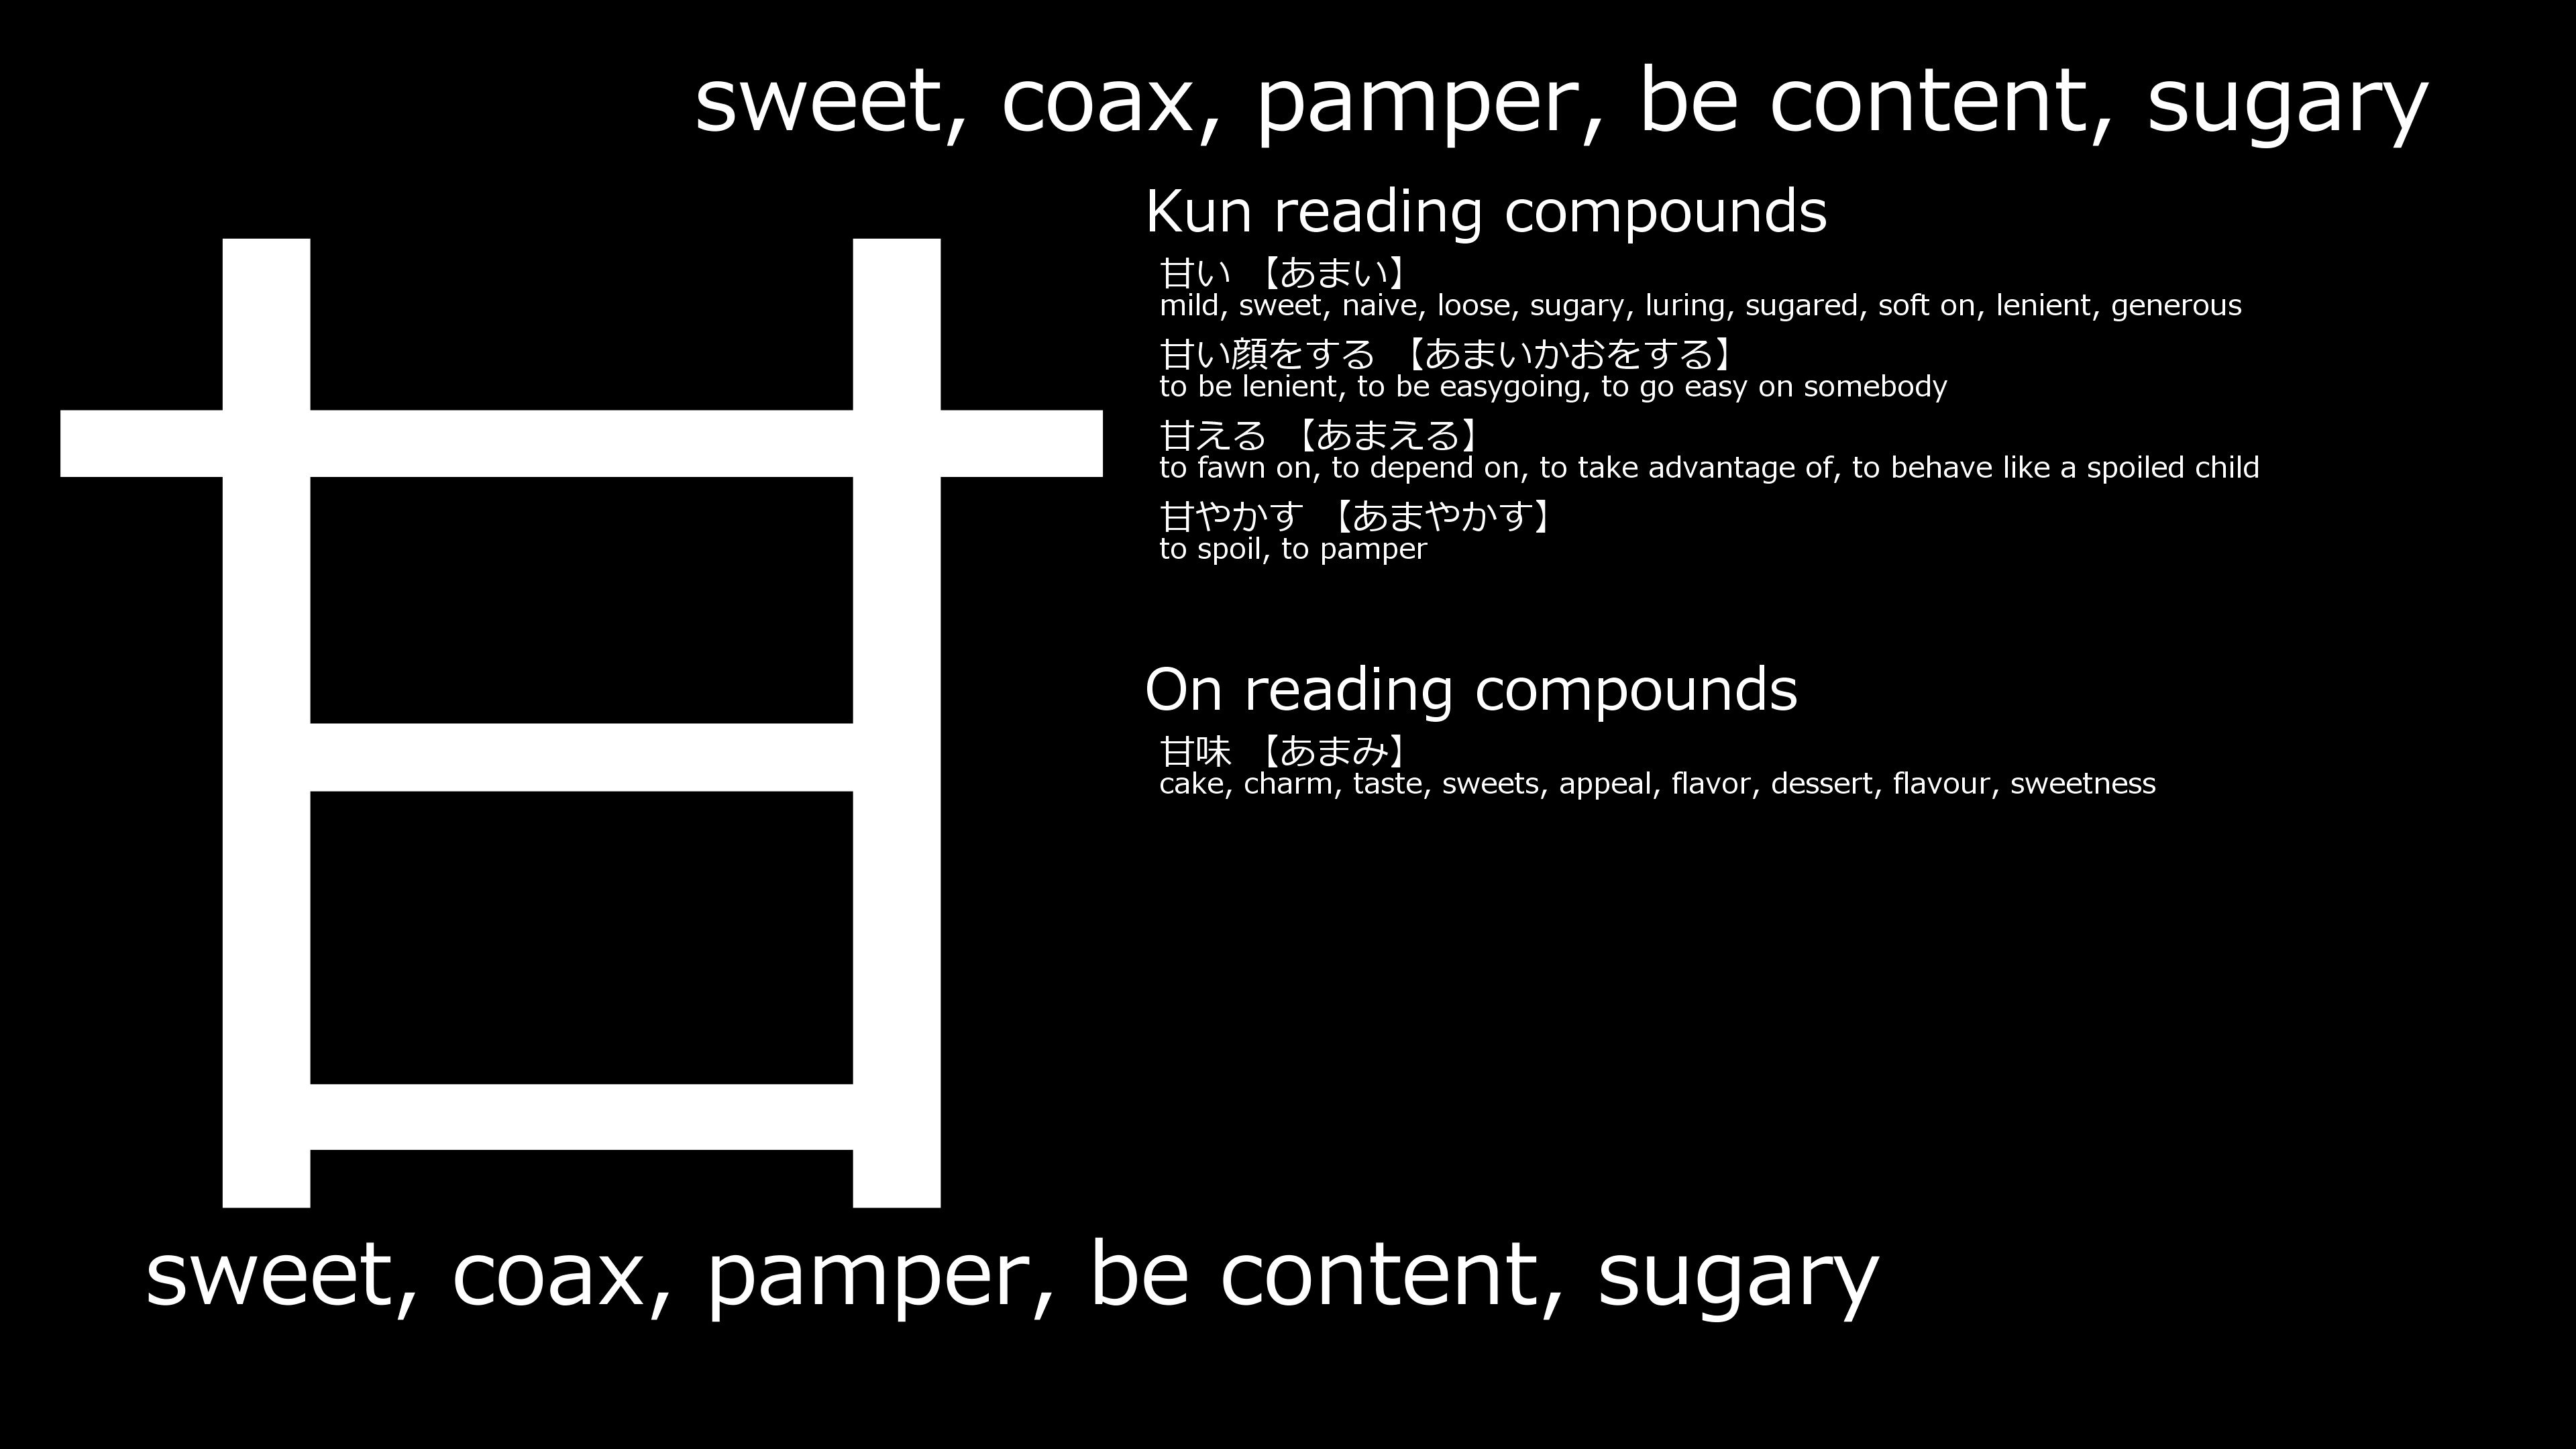 sweet, coax, pamper, be content, sugary
甘
Kun reading compounds
甘い 【あまい】
mild, sweet, naive, loose, sugary, luring, sugared, soft on, lenient, generous
甘い顔をする 【あまいかおをする】
to be lenient, to be easygoing, to go easy on somebody
甘える 【あまえる】
to fawn on, to depend on, to take advantage of, to behave like a spoiled child
甘やかす 【あまやかす】
to spoil, to pamper
On reading compounds
甘味 【あまみ】
cake, charm, taste, sweets, appeal, flavor, dessert, flavour, sweetness
sweet, coax, pamper, be content, sugary